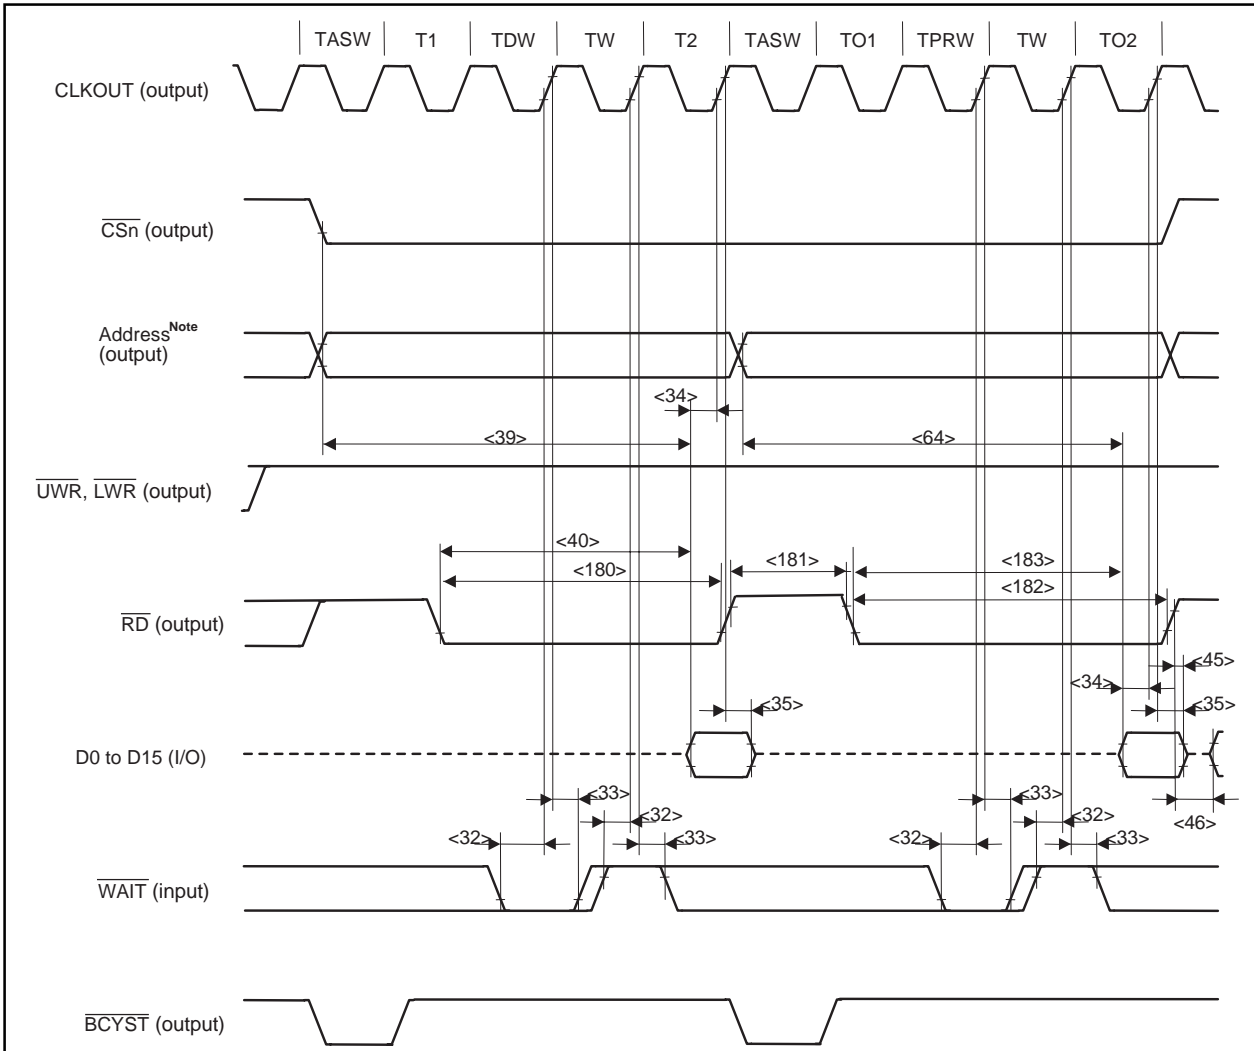 TASW T1 TDW TW T2 TASW TO1 TPRW TW TO2
CLKOUT (output)
CSn (output)
Address Note
(output)
<34>
<39> <64>
UWR, LWR (output)
<40>
<181> <183>
<180>
<182>
RD (output)
<45>
<34>
<35> <35>
D0 to D15 (I/O)
<33> <33>
<32> <32>
<46>
<32> <33> <32> <33>
WAIT (input)
BCYST (output)